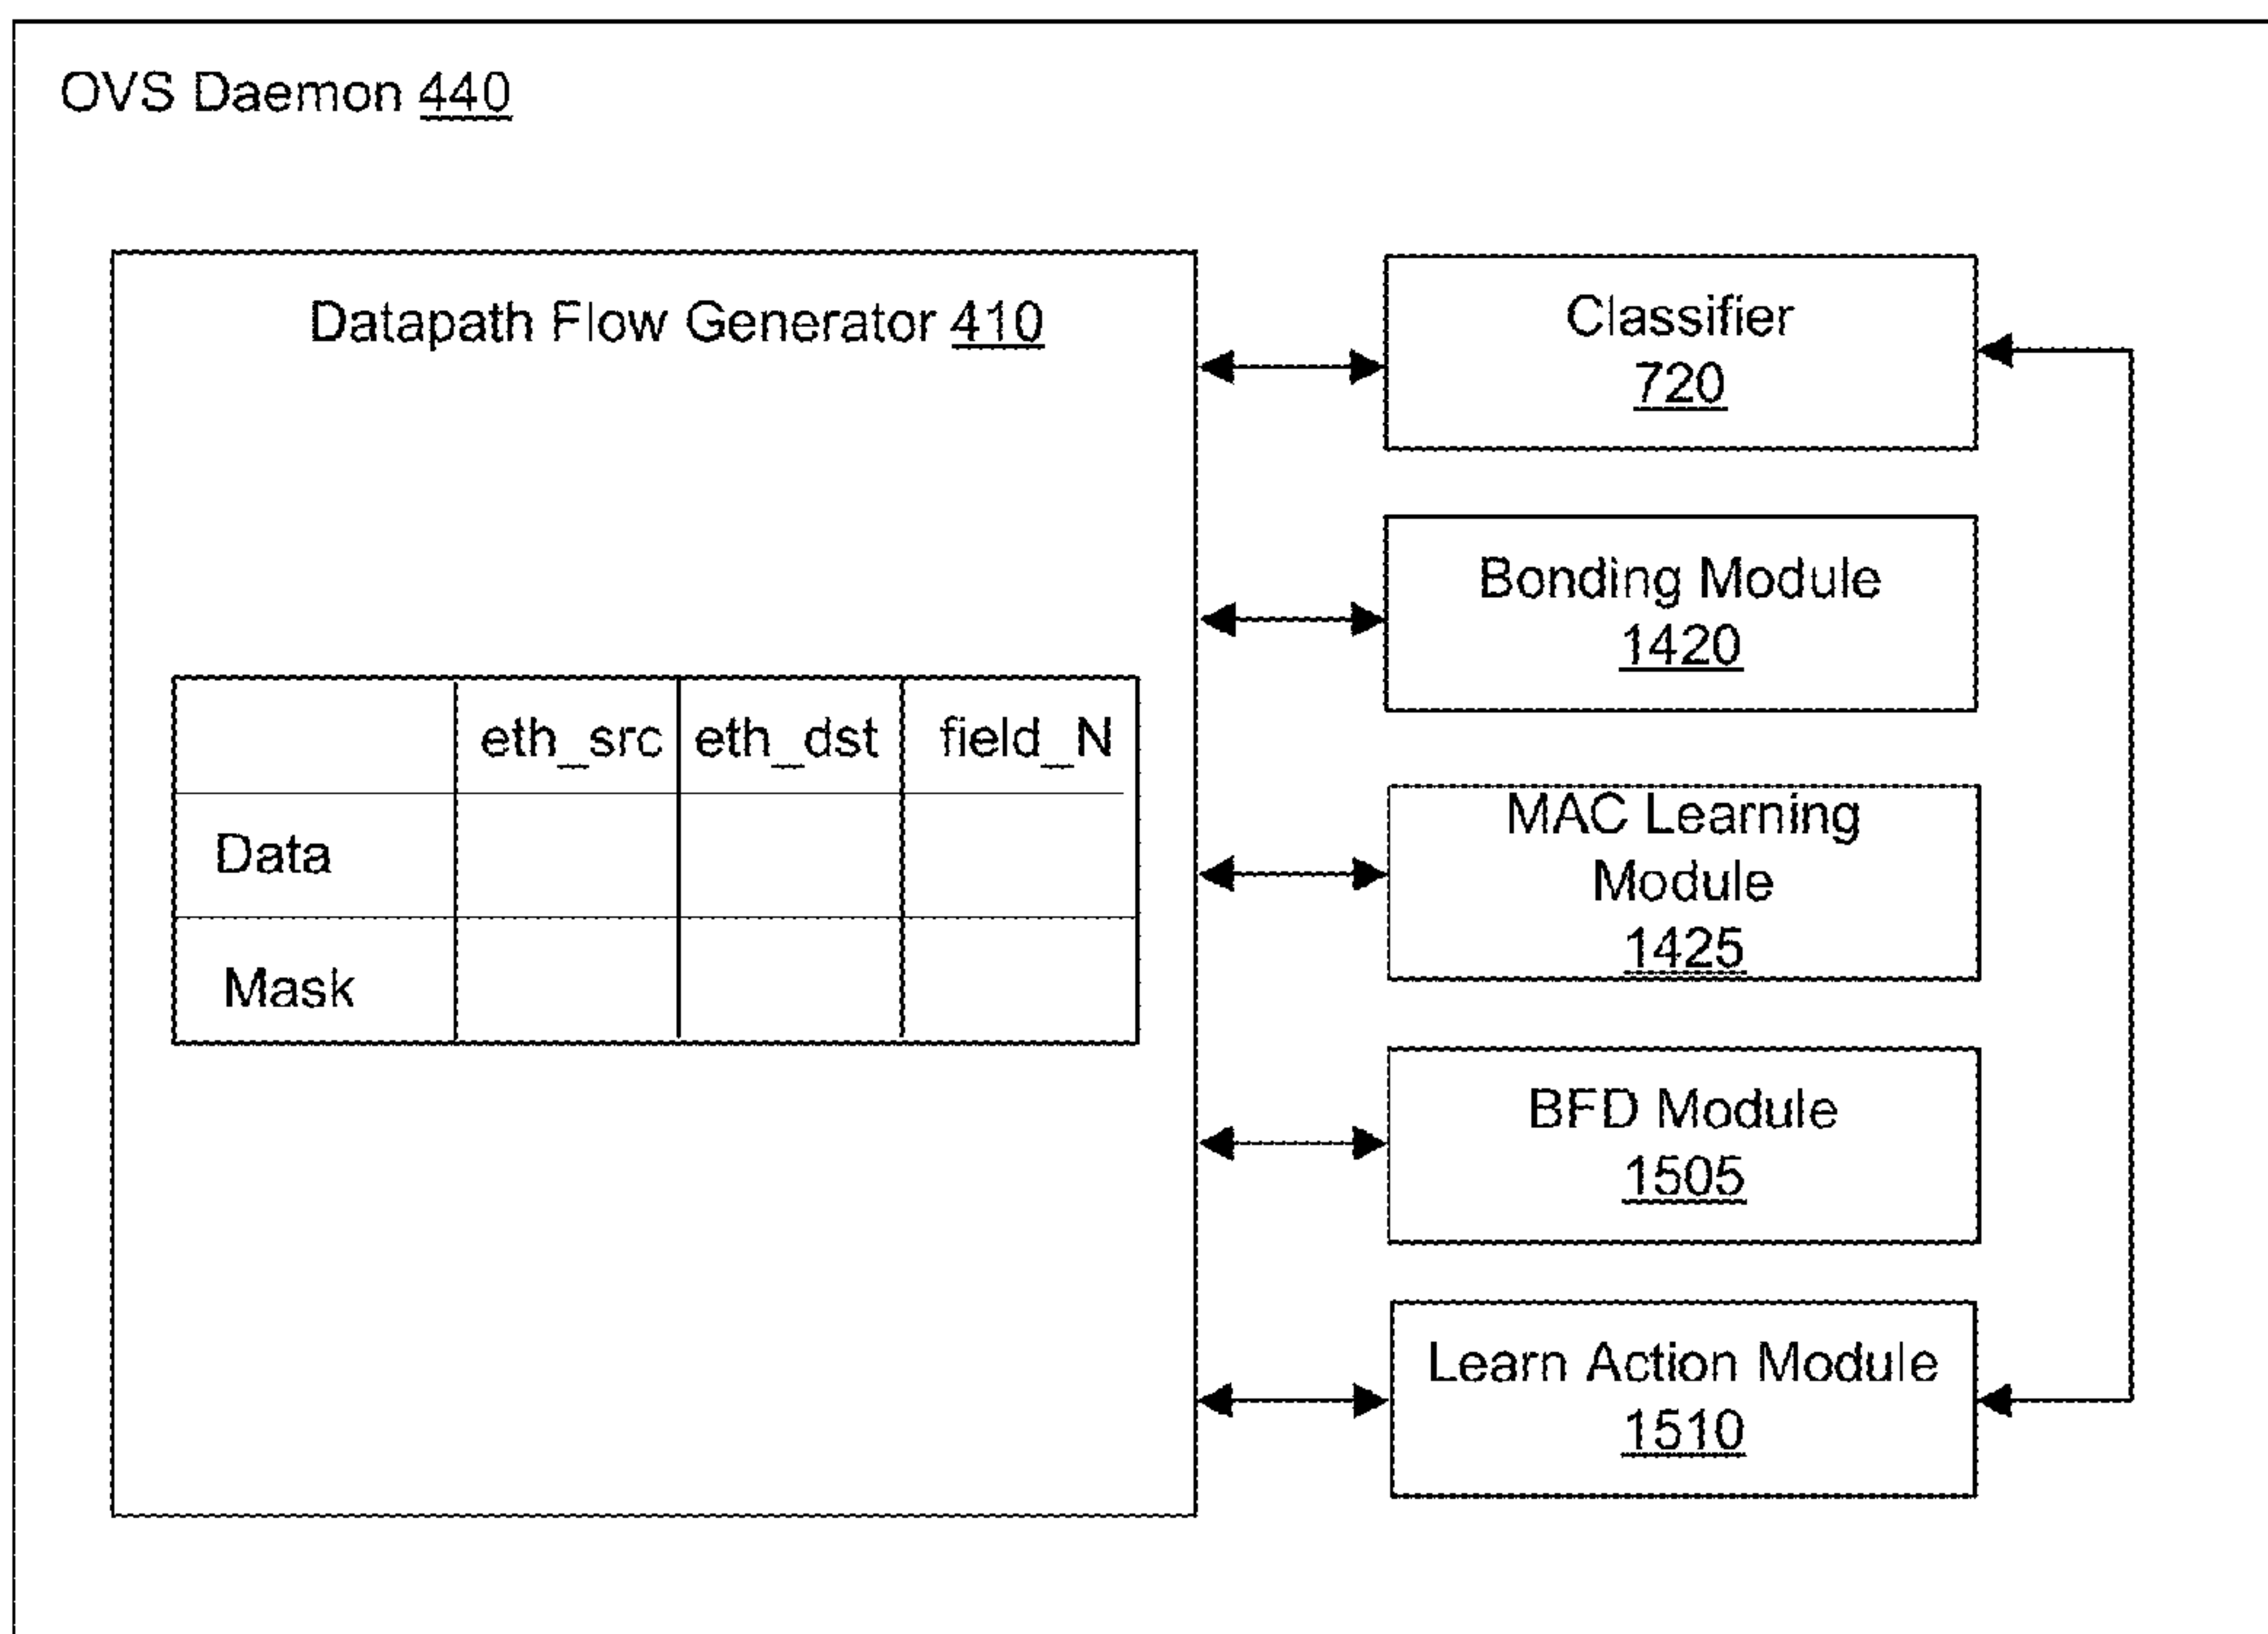 OVS Daemon 440
Datapath Flow Generator 410
eth_src eth_dst field_N
Data
Mask
Classifier
720
Bonding Module
1420
MAC Learning
Module
1425
BFD Module
1505
Learn Action Module
1510